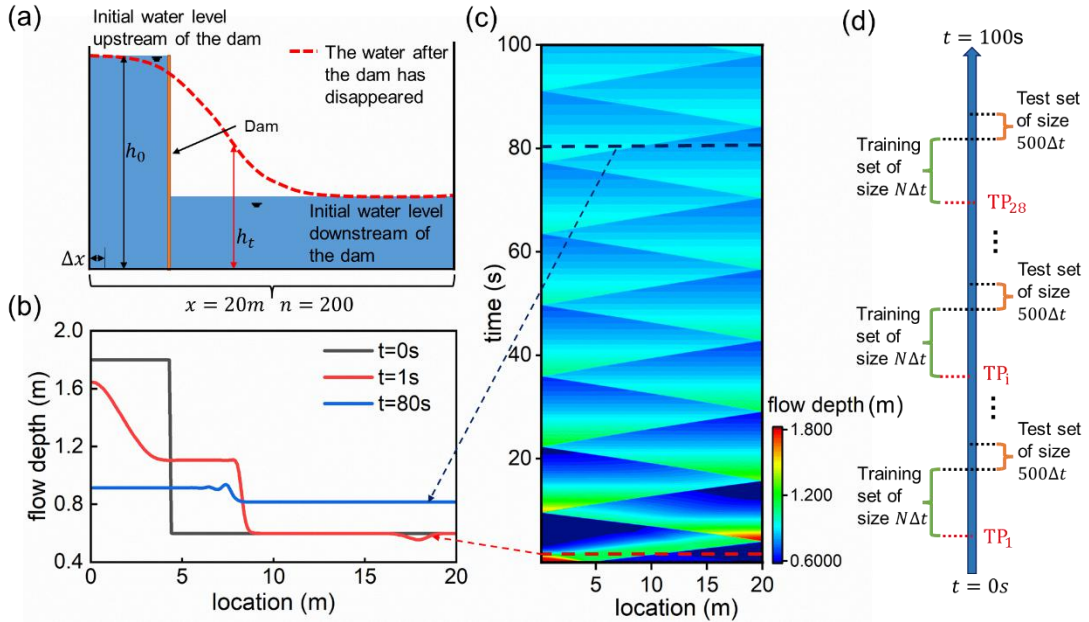 (a)
Initial water level
upstream of the dam
The water after
the dam has
disappeared
Dam
h₀
hₜ
Initial water level
downstream of
the dam
Δx
x = 20m n = 200
(b)
flow depth (m)
2.0
1.6
1.2
0.8
0.4
t=0s
t=1s
t=80s
0 5 10 15 20
location (m)
(c)
time (s)
100
80
60
40
20
5 10 15 20
location (m)
flow depth (m)
1.800
1.200
0.6000
(d)
t = 100s
Test set
of size
500Δt
Training
set of
size NΔt
TP₂₈
Test set
of size
500Δt
Training
set of
size NΔt
TPᵢ
Test set
of size
500Δt
Training
set of
size NΔt
TP₁
t = 0s